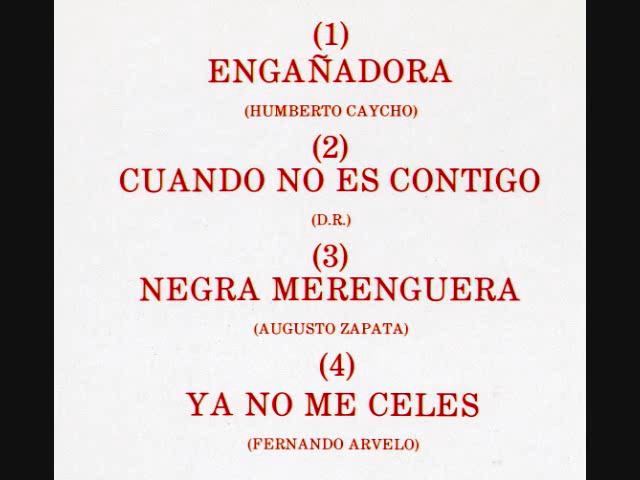 (1)
ENGAÑADORA
(HUMBERTO CAYCHO)
(2)
CUANDO NO ES CONTIGO
(D.R.)
(3)
NEGRA MERENGUERA
(AUGUSTO ZAPATA)
(4)
YA NO ME CELES
(FERNANDO ARVELO)